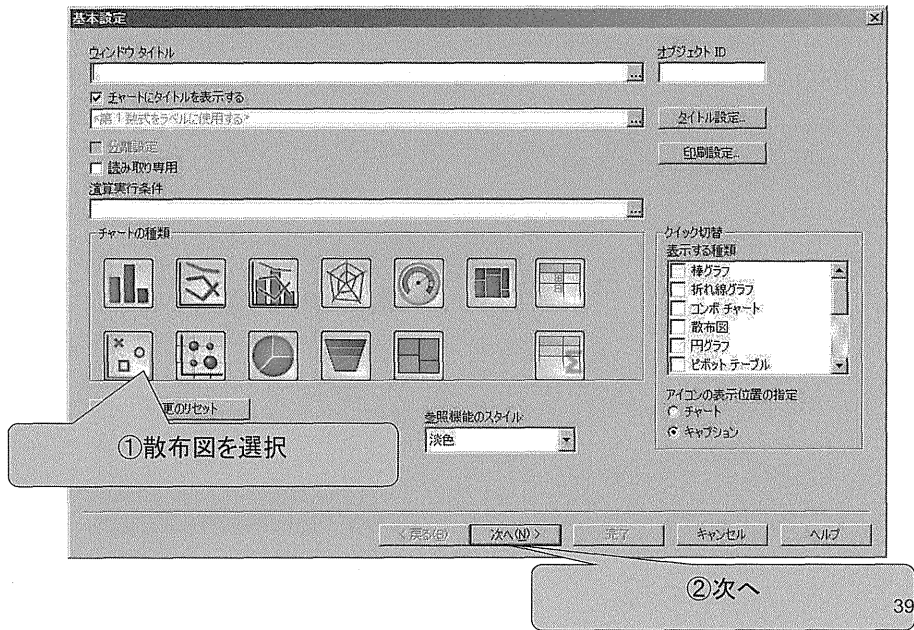 基本設定
ウィンドウ タイトル
オブジェクト ID
...
チャートにタイトルを表示する
<第 1 数式をラベルに使用する>
...
タイトル設定...
分離設定
印刷設定...
読み取り専用
演算実行条件
...
チャートの種類
クイック切替
表示する種類
棒グラフ
折れ線グラフ
コンボ チャート
散布図
円グラフ
ピボット テーブル
アイコンの表示位置の指定
チャート
キャプション
更のリセット
参照機能のスタイル
淡色
①散布図を選択
< 戻る(B)
次へ(N) >
完了
キャンセル
ヘルプ
②次へ
39